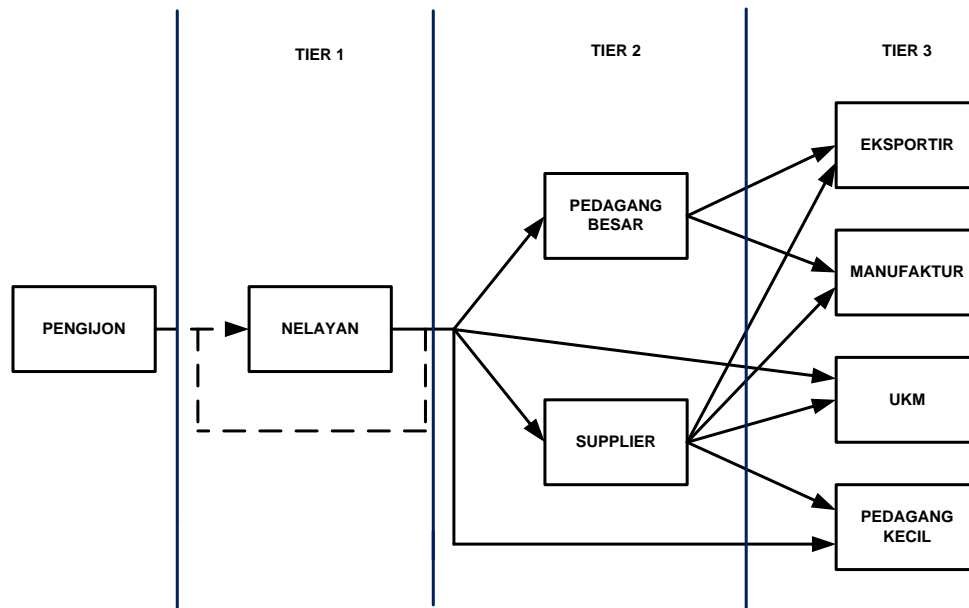 TIER 1
TIER 2
TIER 3
EKSPORTIR
PEDAGANG
BESAR
MANUFAKTUR
PENGIJON
NELAYAN
UKM
SUPPLIER
PEDAGANG
KECIL